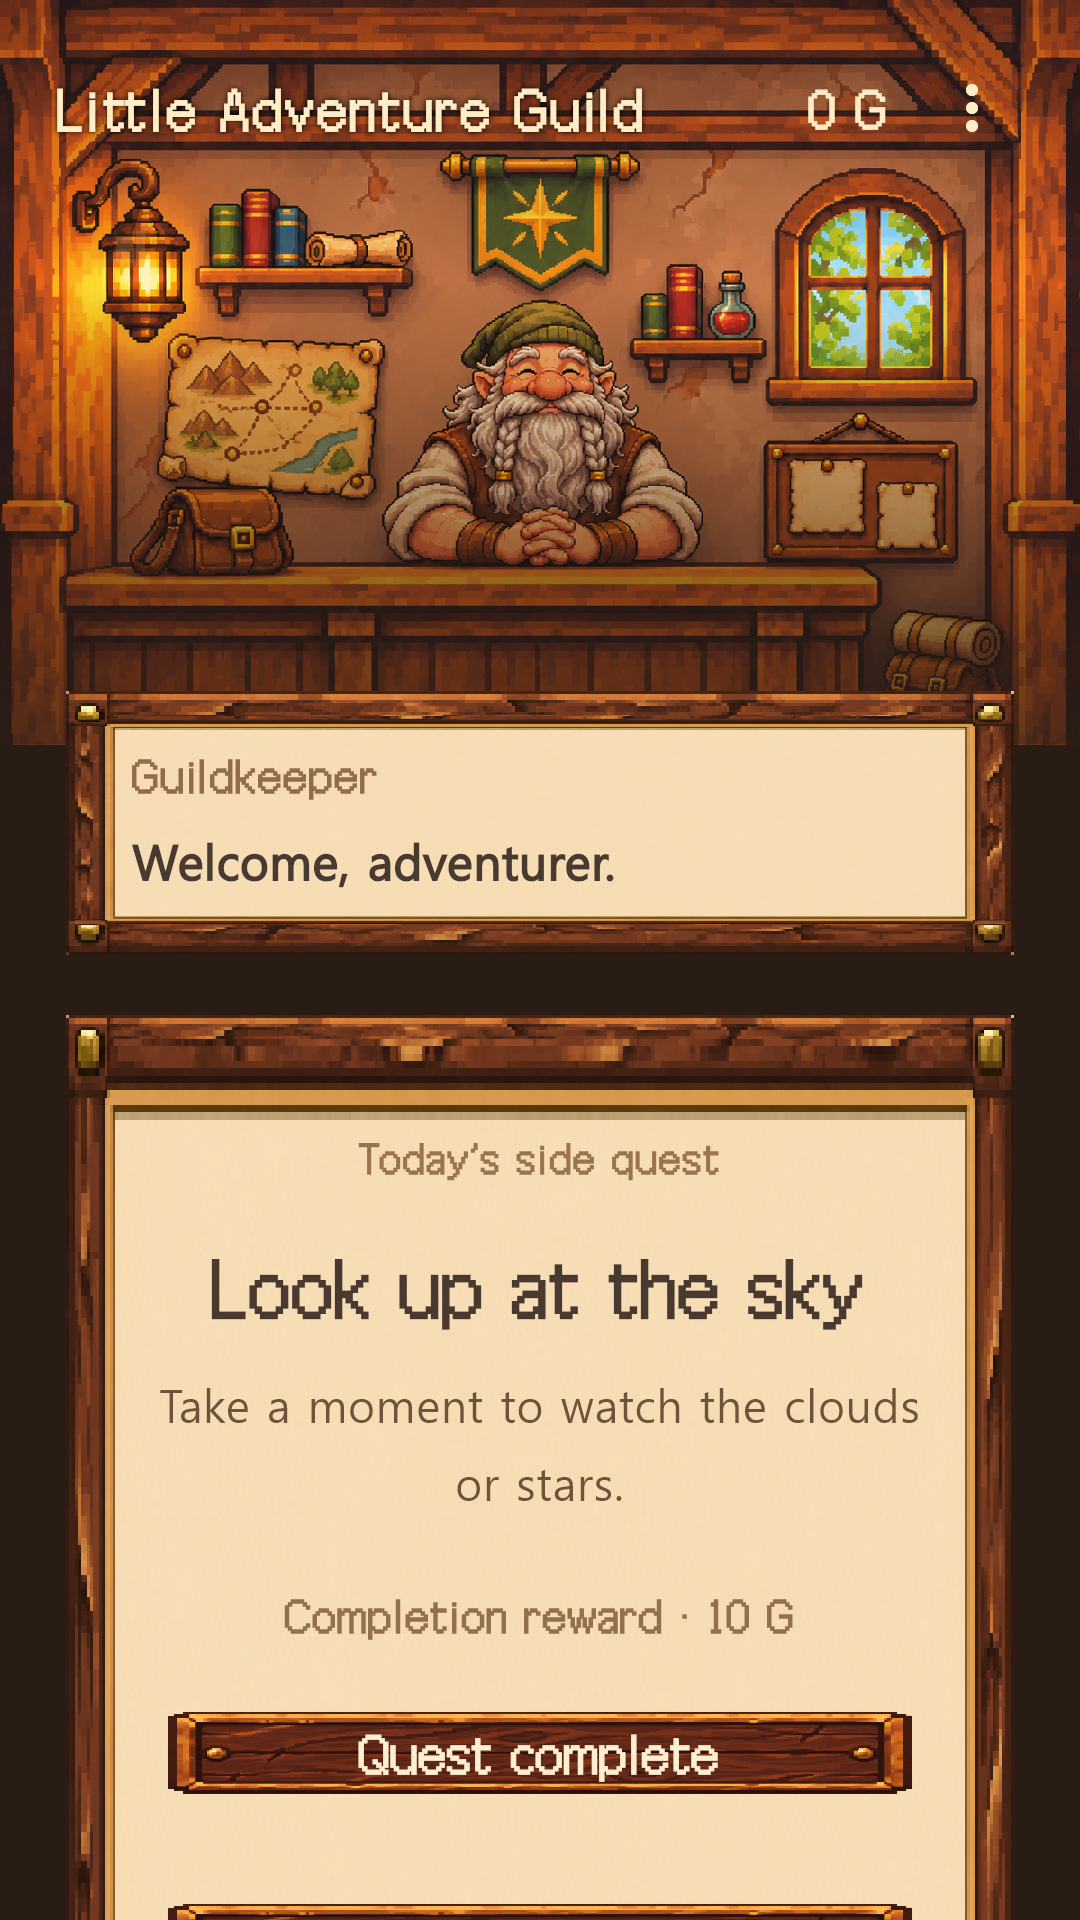 Little Adventure Guild
0 G
Guildkeeper
Welcome, adventurer.
Today's side quest
Look up at the sky
Take a moment to watch the clouds
or stars.
Completion reward · 10 G
Quest complete